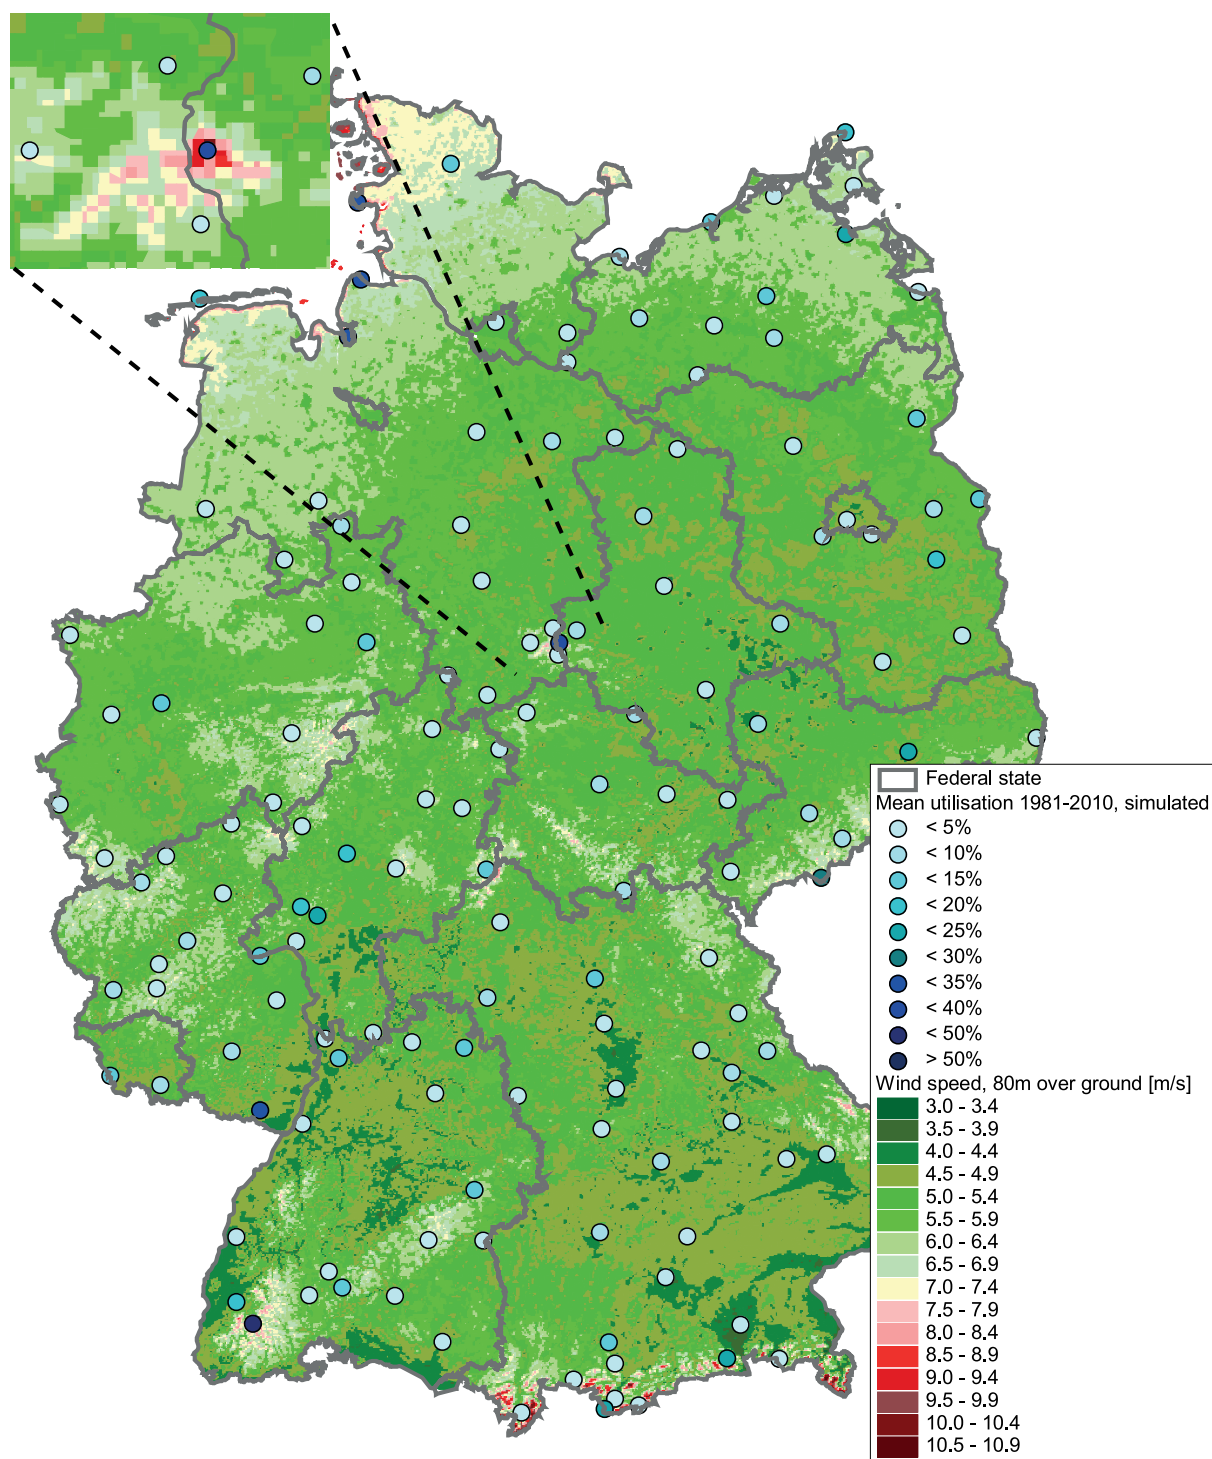 Federal state
Mean utilisation 1981-2010, simulated
< 5%
< 10%
< 15%
< 20%
< 25%
< 30%
< 35%
< 40%
< 50%
> 50%
Wind speed, 80m over ground [m/s]
3.0 - 3.4
3.5 - 3.9
4.0 - 4.4
4.5 - 4.9
5.0 - 5.4
5.5 - 5.9
6.0 - 6.4
6.5 - 6.9
7.0 - 7.4
7.5 - 7.9
8.0 - 8.4
8.5 - 8.9
9.0 - 9.4
9.5 - 9.9
10.0 - 10.4
10.5 - 10.9